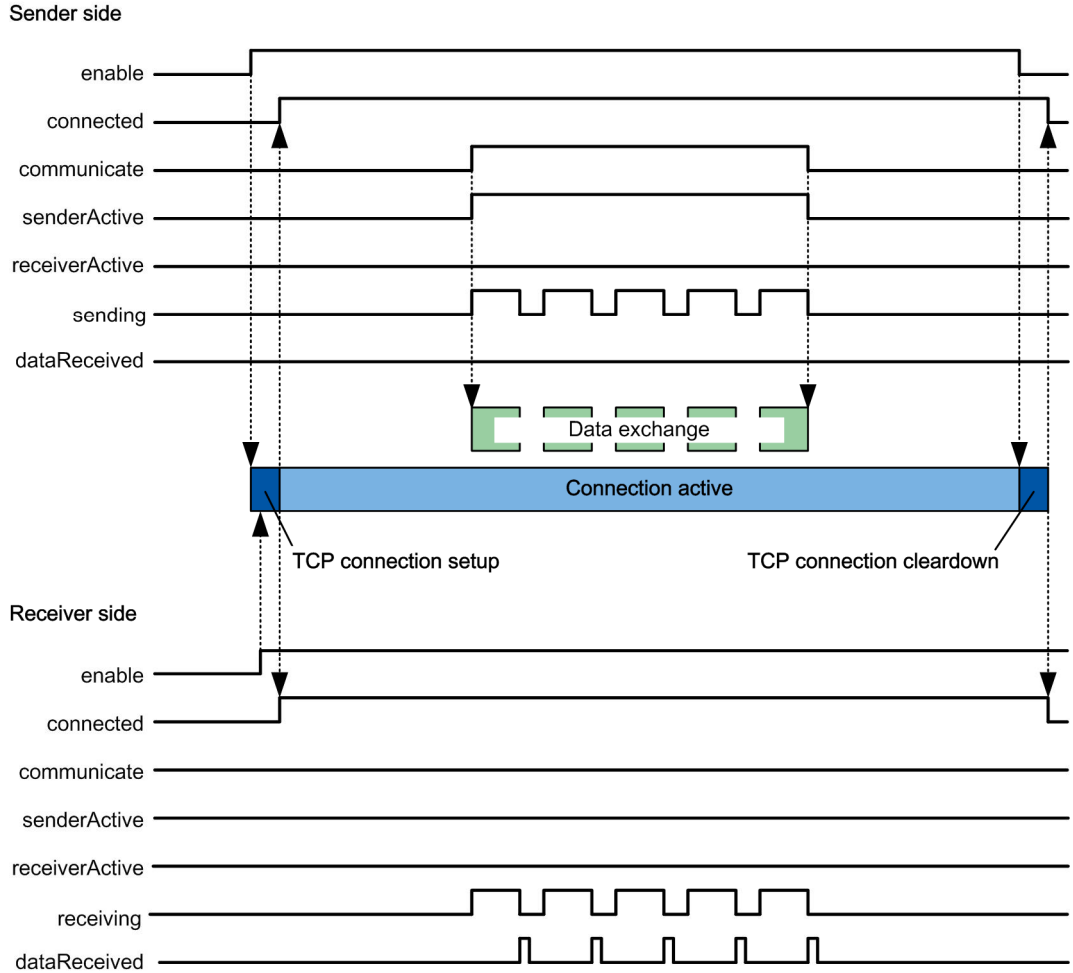 Sender side
enable
connected
communicate
senderActive
receiverActive
sending
dataReceived
Data exchange
Connection active
TCP connection setup
TCP connection cleardown
Receiver side
enable
connected
communicate
senderActive
receiverActive
receiving
dataReceived